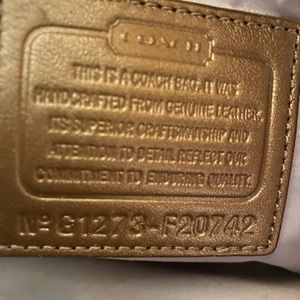 COACH
THIS IS A COACH BAG. IT WAS
HANDCRAFTED FROM GENUINE LEATHER.
ITS SUPERIOR CRAFTSMANSHIP AND
ATTENTION TO DETAIL REFLECT OUR
COMMITMENT TO ENDURING QUALITY.
Nº G1273-F20742